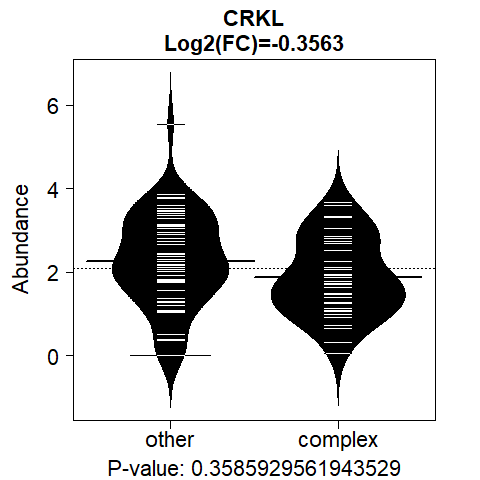 CRKL
Log2(FC)=-0.3563
Abundance
6
4
2
0
other complex
P-value: 0.3585929561943529